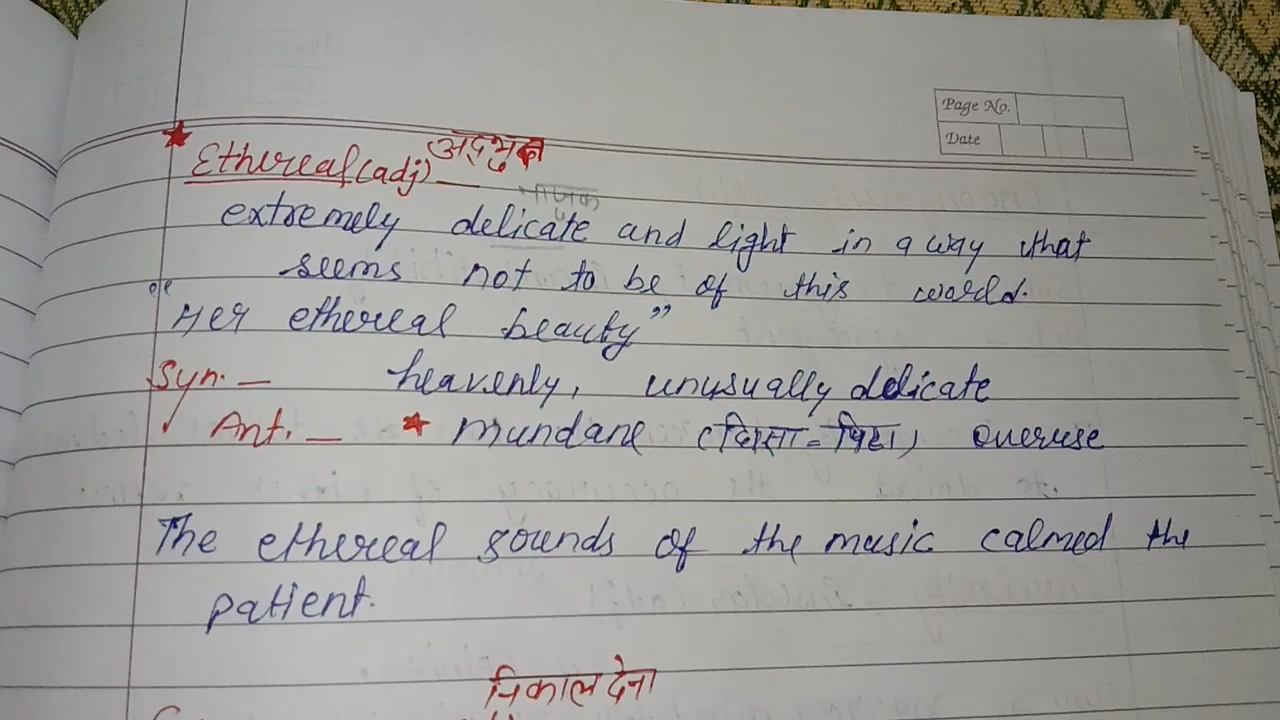 Page No.
Date
Ethereal (adj) — अद्भुत
नाजुक
extremely delicate and light in a way that
seems not to be of this world.
"Her ethereal beauty"
Syn. — heavenly, unusually delicate
Ant. — ★ mundane (घिसा-पिटा) overuse
The ethereal sounds of the music calmed the
patient.
निकाल देना